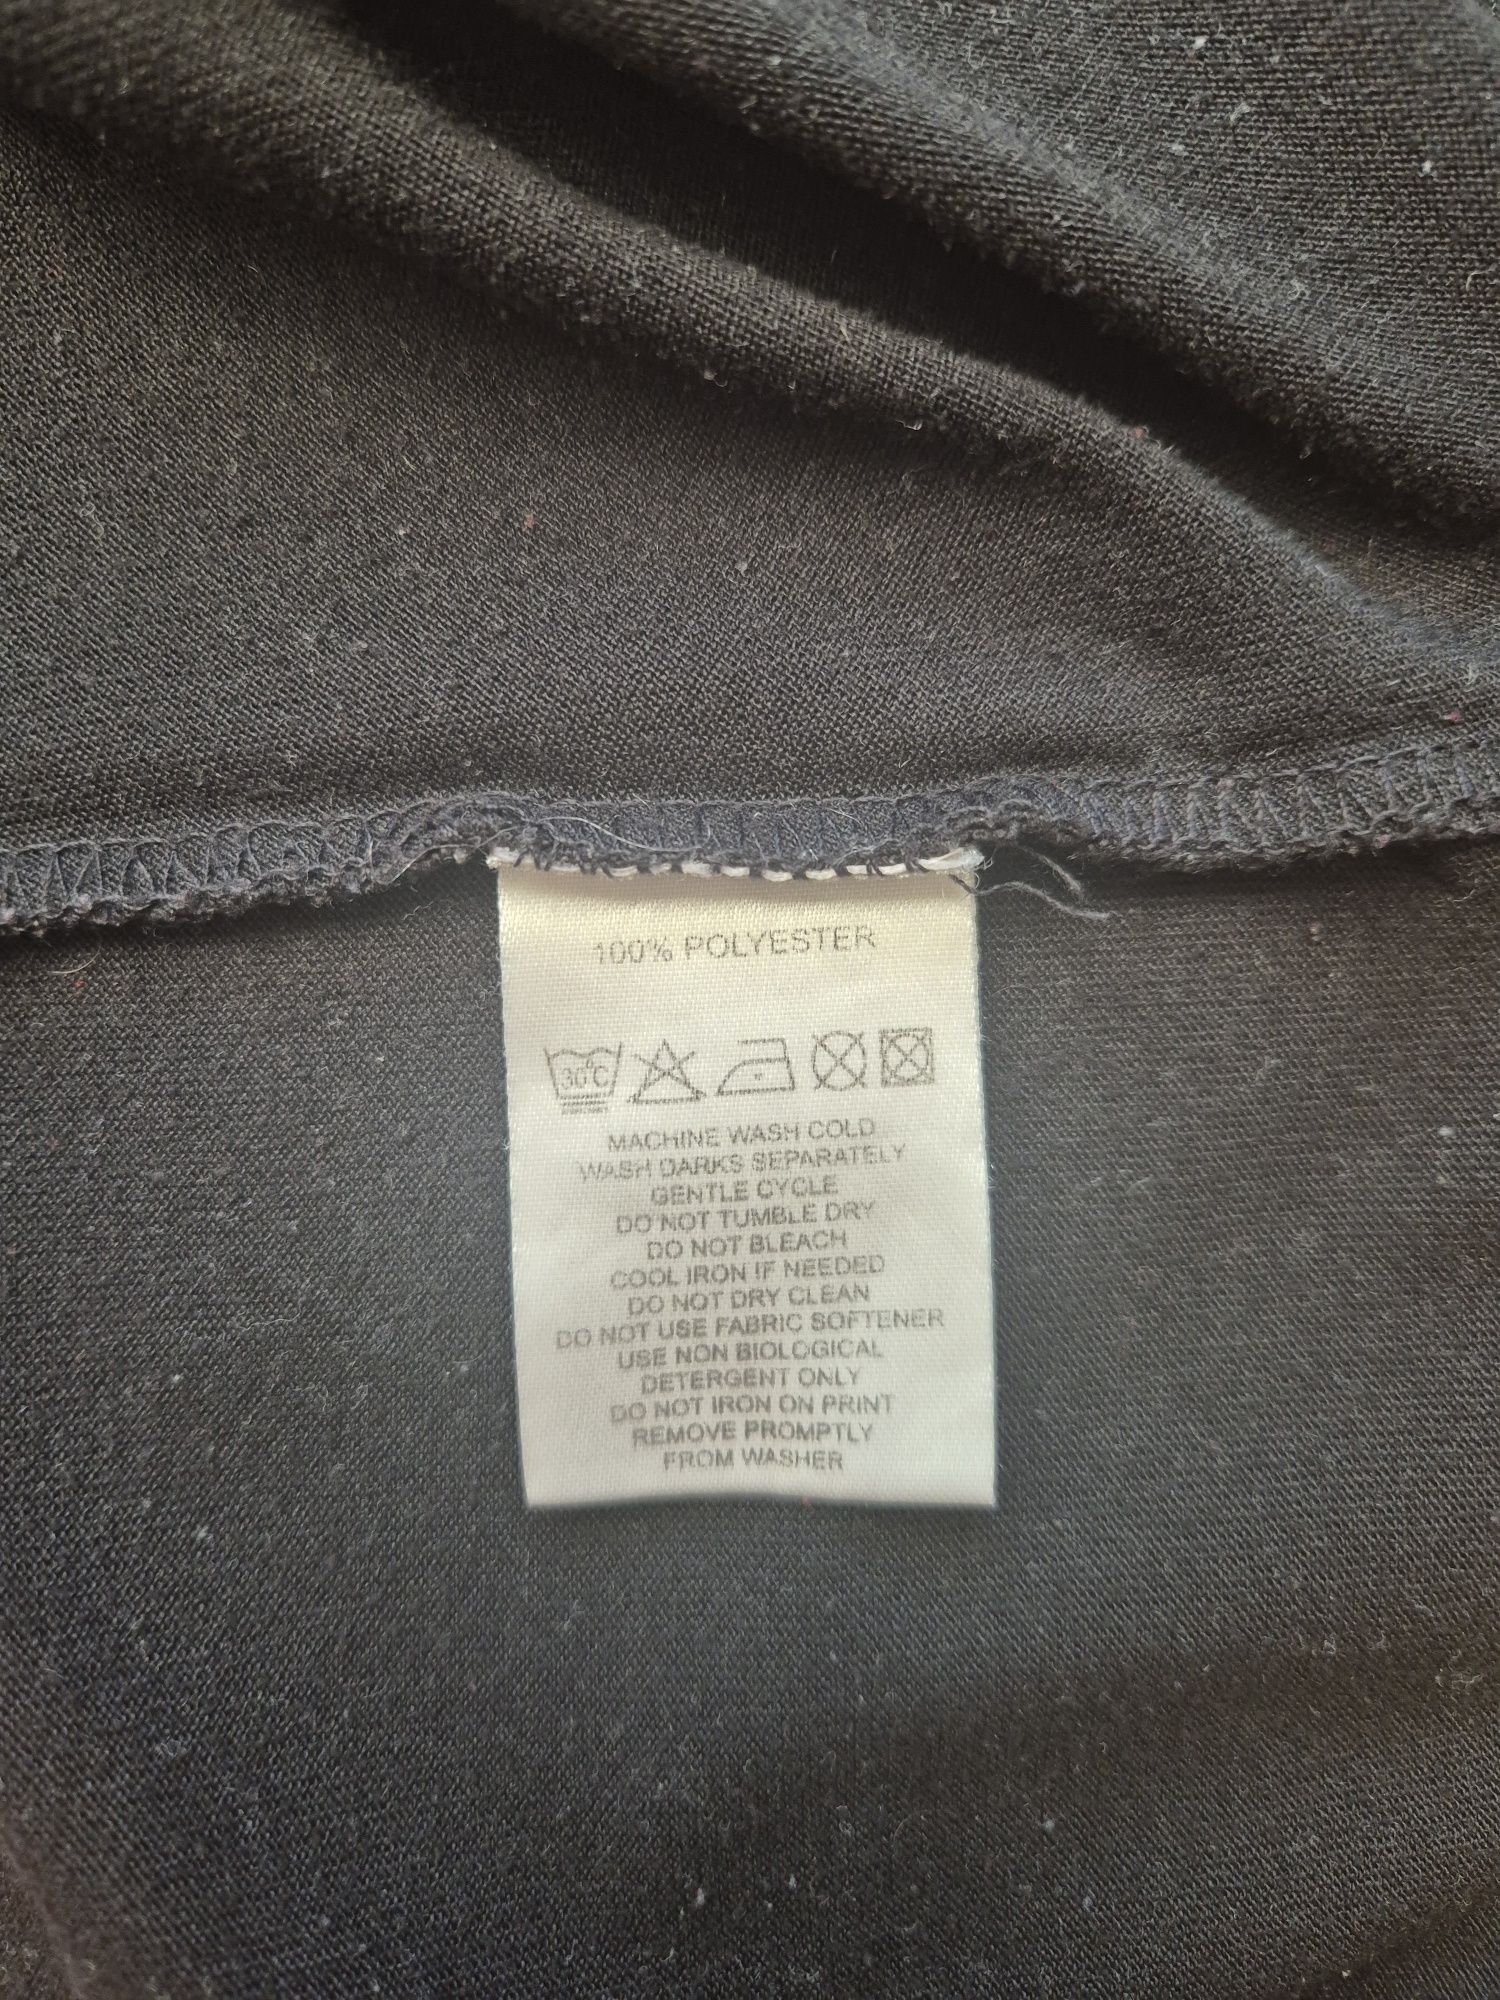 100% POLYESTER
30°C
MACHINE WASH COLD
WASH DARKS SEPARATELY
GENTLE CYCLE
DO NOT TUMBLE DRY
DO NOT BLEACH
COOL IRON IF NEEDED
DO NOT DRY CLEAN
DO NOT USE FABRIC SOFTENER
USE NON BIOLOGICAL
DETERGENT ONLY
DO NOT IRON ON PRINT
REMOVE PROMPTLY
FROM WASHER